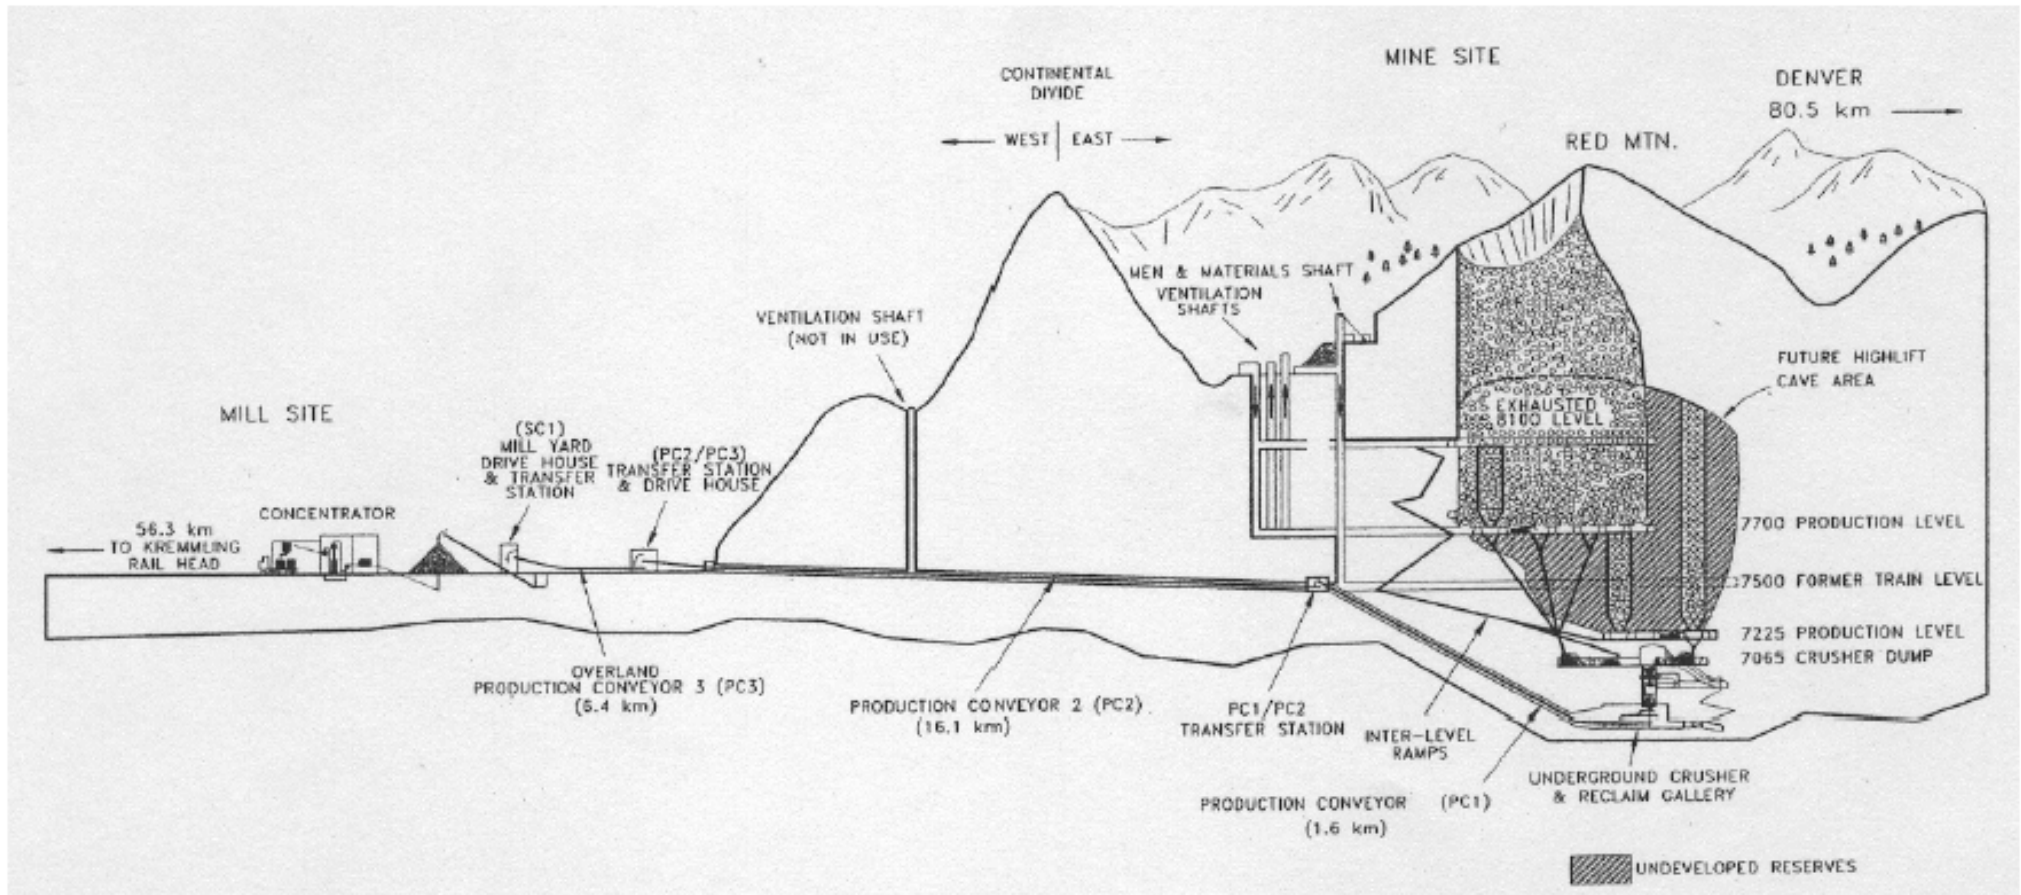 MINE SITE
DENVER
80.5 km
CONTINENTAL
DIVIDE
WEST EAST
RED MTN.
MEN & MATERIALS SHAFT
VENTILATION
SHAFTS
VENTILATION SHAFT
(NOT IN USE)
FUTURE HIGHLIFT
CAVE AREA
MILL SITE
EXHAUSTED
8100 LEVEL
(SC1)
MILL YARD
DRIVE HOUSE
& TRANSFER
STATION
(PC2/PC3)
TRANSFER STATION
& DRIVE HOUSE
CONCENTRATOR
56.3 km
TO KREMMLING
RAIL HEAD
7700 PRODUCTION LEVEL
7500 FORMER TRAIN LEVEL
7225 PRODUCTION LEVEL
7065 CRUSHER DUMP
OVERLAND
PRODUCTION CONVEYOR 3 (PC3)
(6.4 km)
PRODUCTION CONVEYOR 2 (PC2)
(16.1 km)
PC1/PC2
TRANSFER STATION
INTER-LEVEL
RAMPS
UNDERGROUND CRUSHER
& RECLAIM GALLERY
PRODUCTION CONVEYOR (PC1)
(1.6 km)
UNDEVELOPED RESERVES